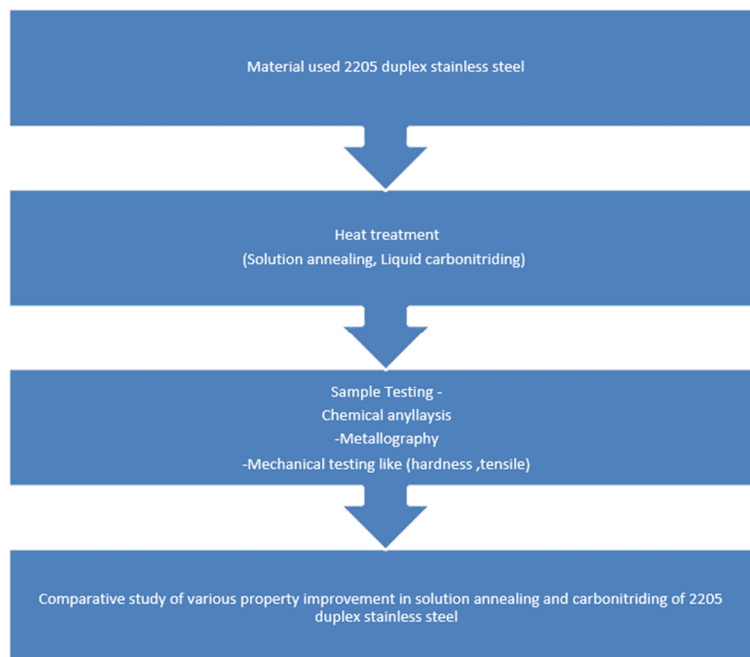 Material used 2205 duplex stainless steel
Heat treatment
(Solution annealing, Liquid carbonitriding)
Sample Testing -
Chemical anyllaysis
-Metallography
-Mechanical testing like (hardness ,tensile)
Comparative study of various property improvement in solution annealing and carbonitriding of 2205
duplex stainless steel